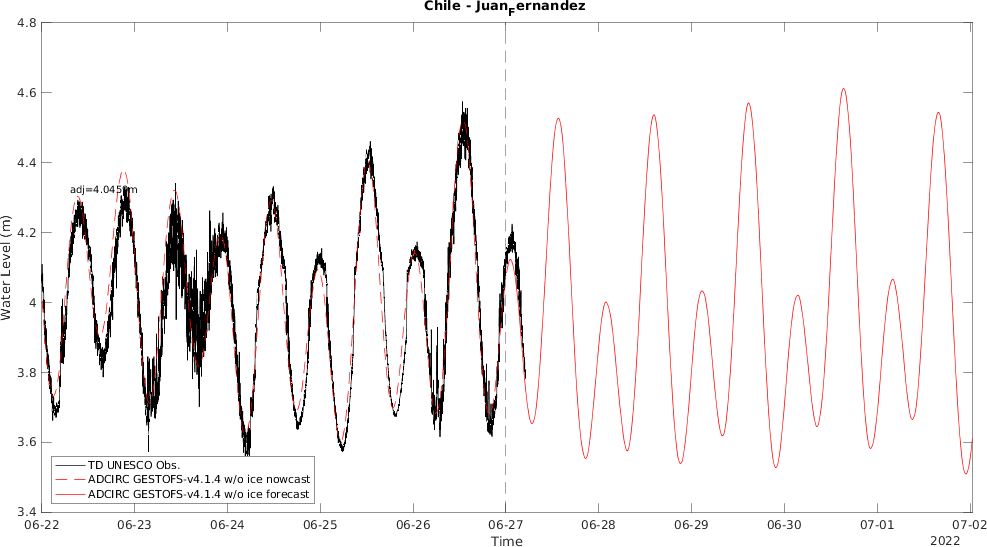 Chile - JuanFernandez
4.8
4.6
4.4
4.2
4
3.8
3.6
3.4
Water Level (m)
adj=4.0459m
TD UNESCO Obs.
ADCIRC GESTOFS-v4.1.4 w/o ice nowcast
ADCIRC GESTOFS-v4.1.4 w/o ice forecast
06-22 06-23 06-24 06-25 06-26 06-27 06-28 06-29 06-30 07-01 07-02
Time
2022